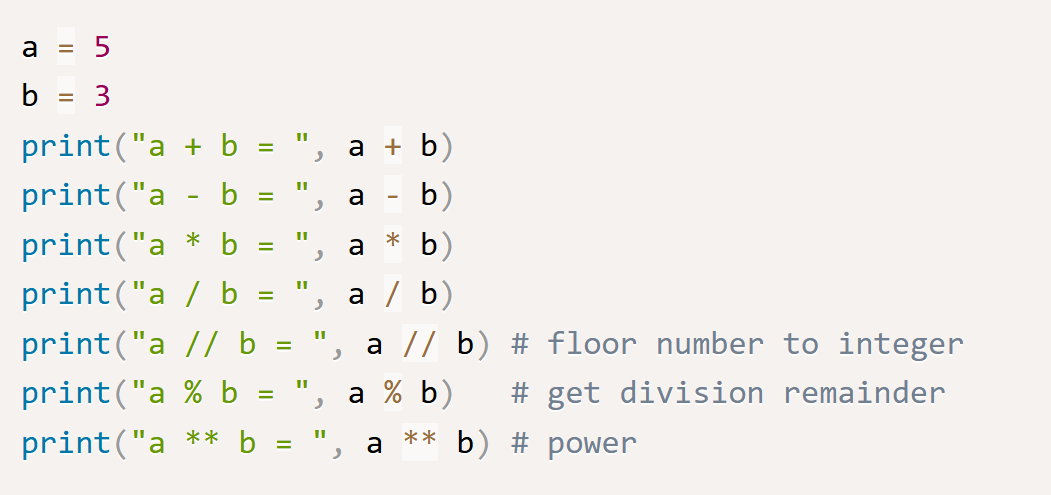 a = 5
b = 3
print("a + b = ", a + b)
print("a - b = ", a - b)
print("a * b = ", a * b)
print("a / b = ", a / b)
print("a // b = ", a // b) # floor number to integer
print("a % b = ", a % b)   # get division remainder
print("a ** b = ", a ** b) # power